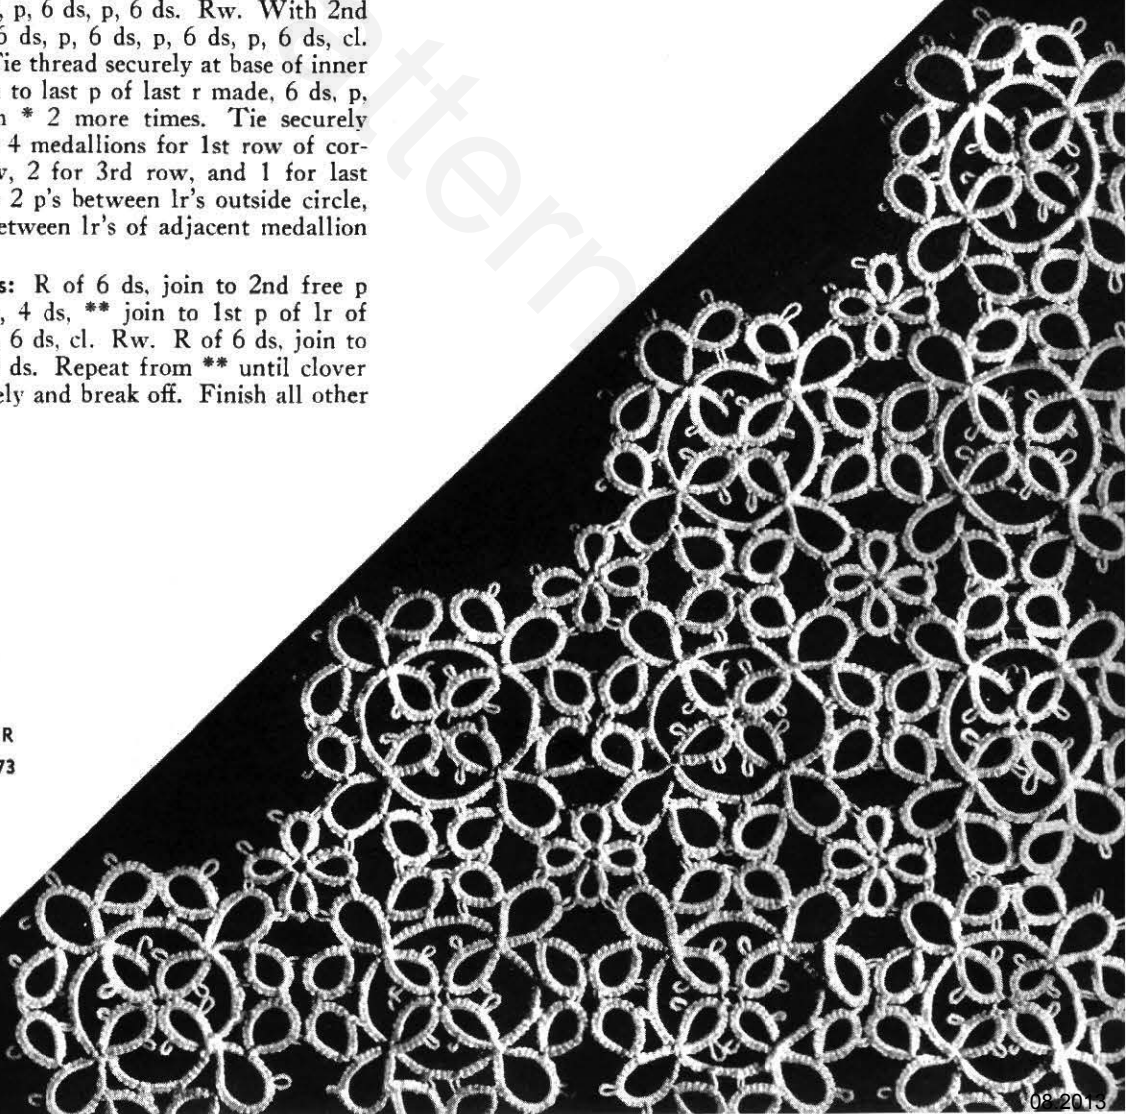 , p, 6 ds, p, 6 ds. Rw. With 2nd
6 ds, p, 6 ds, p, 6 ds, p, 6 ds, cl.
ie thread securely at base of inner
to last p of last r made, 6 ds, p,
* 2 more times. Tie securely
4 medallions for 1st row of cor-
, 2 for 3rd row, and 1 for last
2 p's between lr's outside circle,
etween lr's of adjacent medallion
s: R of 6 ds, join to 2nd free p
, 4 ds, ** join to 1st p of lr of
6 ds, cl. Rw. R of 6 ds, join to
ds. Repeat from ** until clover
ely and break off. Finish all other
R
73
attern
08.2013